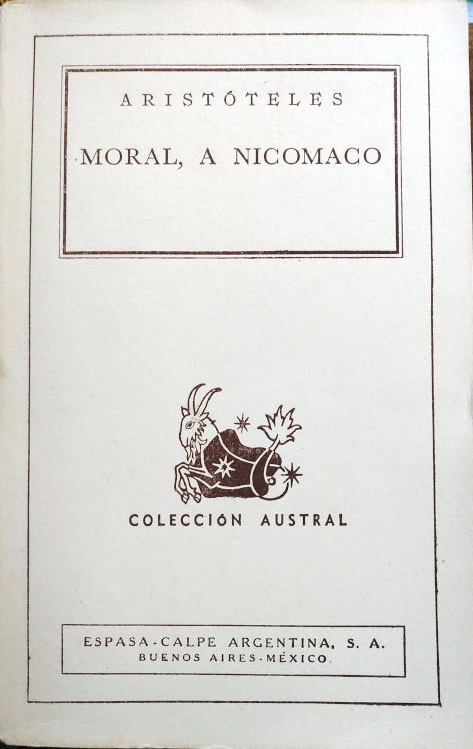 ARISTÓTELES
MORAL, A NICOMACO
COLECCIÓN AUSTRAL
ESPASA-CALPE ARGENTINA, S. A.
BUENOS AIRES-MÉXICO